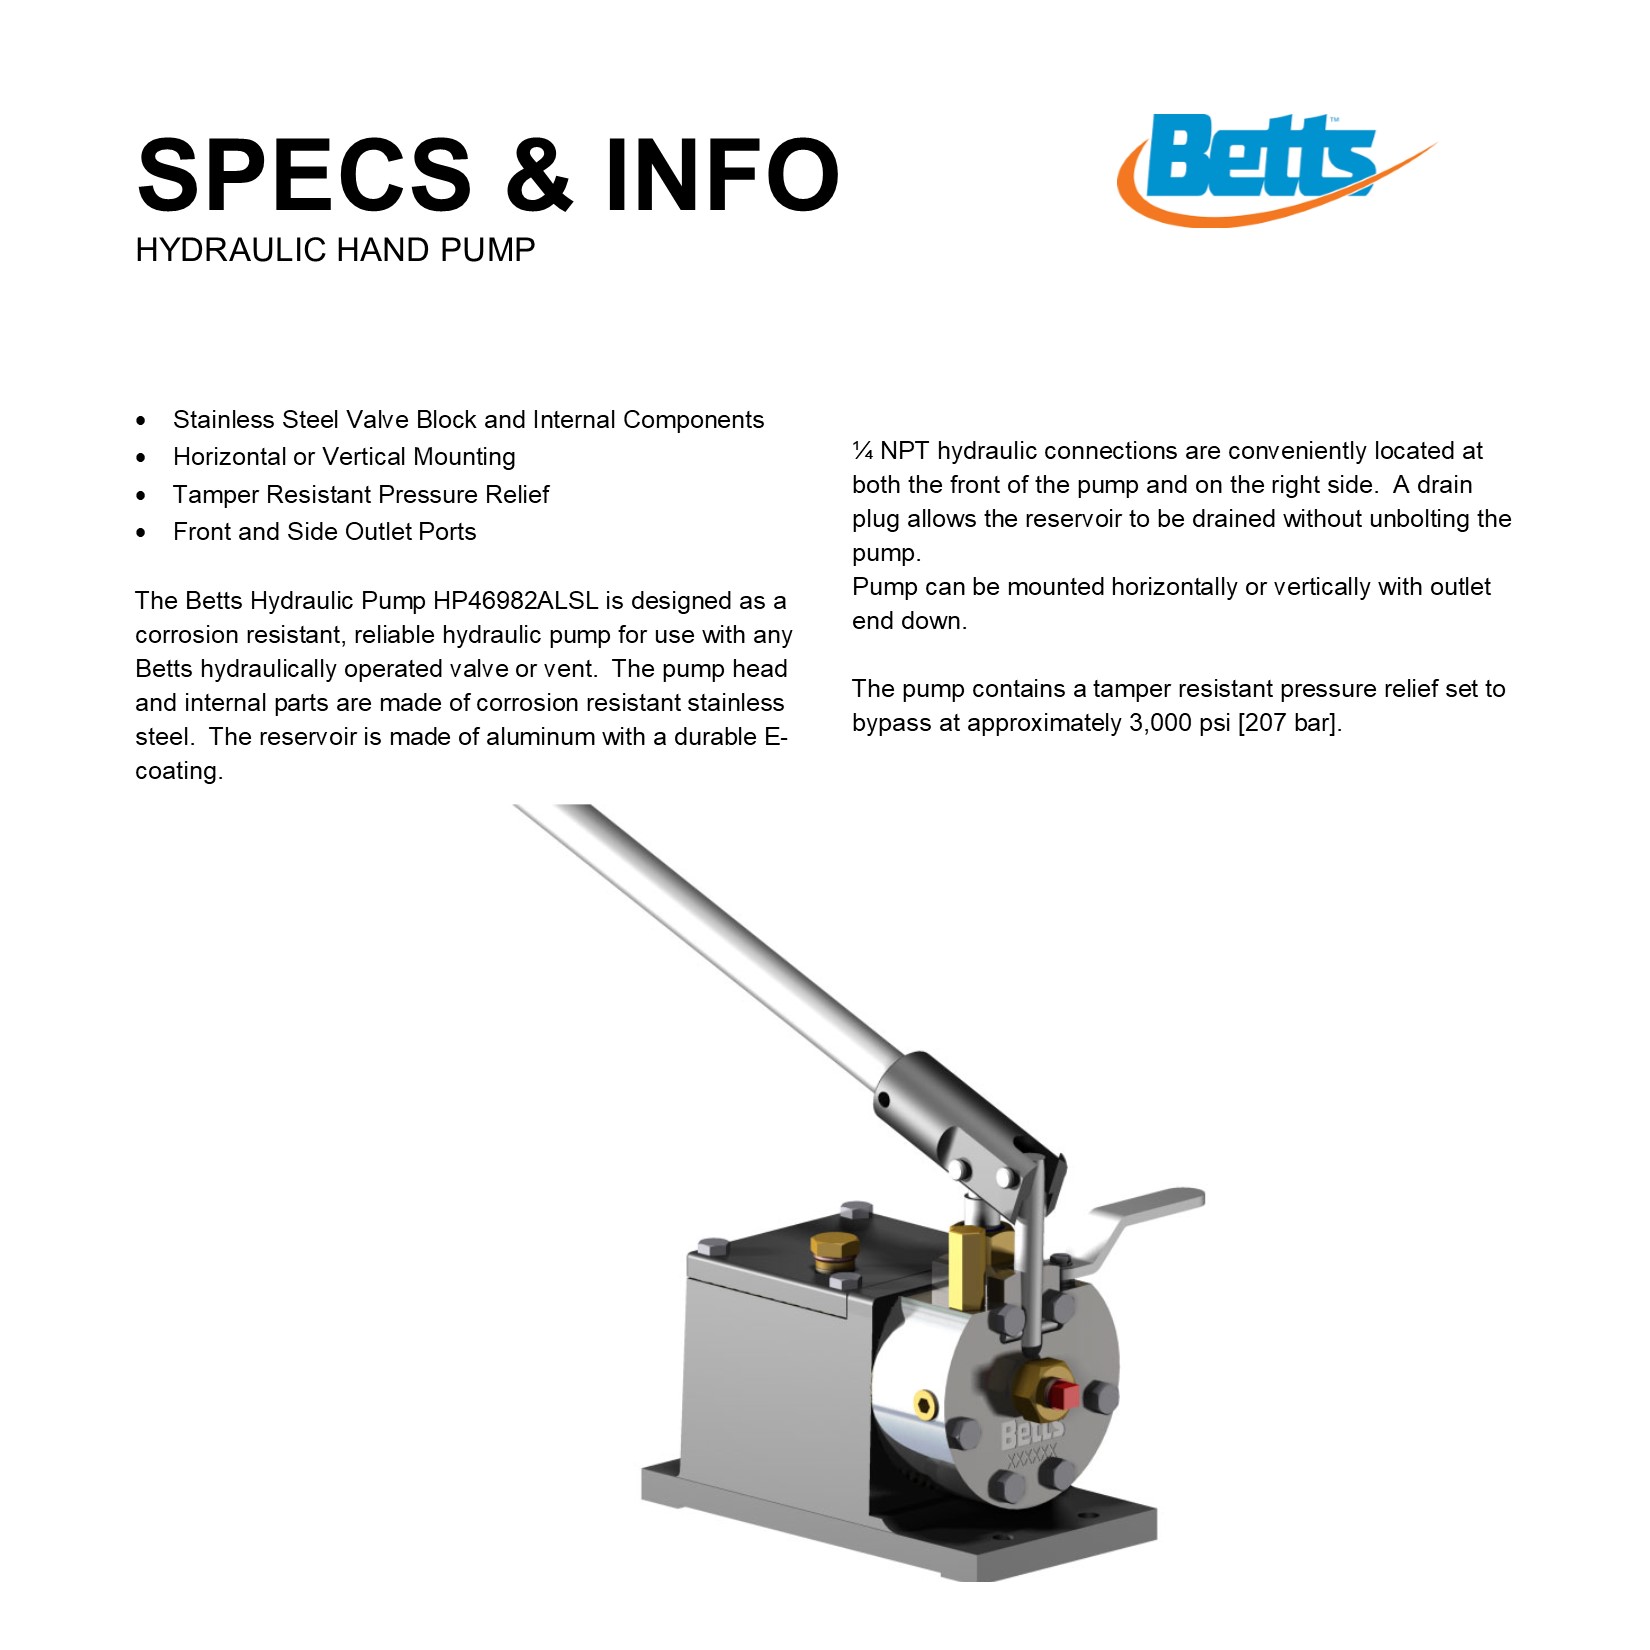 SPECS & INFO
HYDRAULIC HAND PUMP
Betts™
• Stainless Steel Valve Block and Internal Components
• Horizontal or Vertical Mounting
• Tamper Resistant Pressure Relief
• Front and Side Outlet Ports
The Betts Hydraulic Pump HP46982ALSL is designed as a
corrosion resistant, reliable hydraulic pump for use with any
Betts hydraulically operated valve or vent.  The pump head
and internal parts are made of corrosion resistant stainless
steel.  The reservoir is made of aluminum with a durable E-
coating.
¼ NPT hydraulic connections are conveniently located at
both the front of the pump and on the right side.  A drain
plug allows the reservoir to be drained without unbolting the
pump.
Pump can be mounted horizontally or vertically with outlet
end down.
The pump contains a tamper resistant pressure relief set to
bypass at approximately 3,000 psi [207 bar].
Betts
XXXXXX